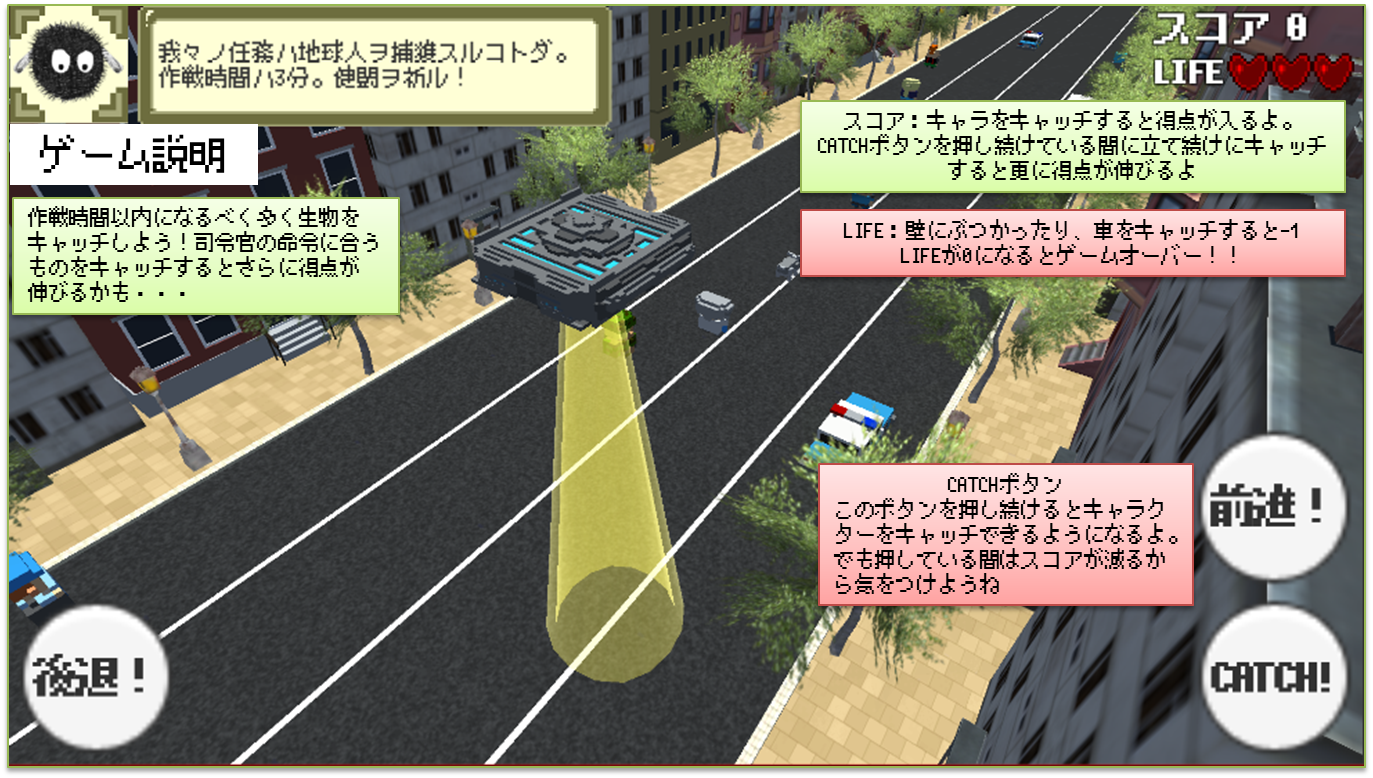 我々ノ任務ハ地球人ヲ捕獲スルコトダ。
作戦時間ハ3分。健闘ヲ祈ル！
スコア 0
LIFE
ゲーム説明
スコア：キャラをキャッチすると得点が入るよ。
CATCHボタンを押し続けている間に立て続けにキャッチ
すると更に得点が伸びるよ
作戦時間以内になるべく多く生物を
キャッチしよう！司令官の命令に合う
ものをキャッチするとさらに得点が
伸びるかも・・・
LIFE：壁にぶつかったり、車をキャッチすると-1
LIFEが0になるとゲームオーバー！！
CATCHボタン
このボタンを押し続けるとキャラク
ターをキャッチできるようになるよ。
でも押している間はスコアが減るか
ら気をつけようね
前進！
後退！
CATCH!